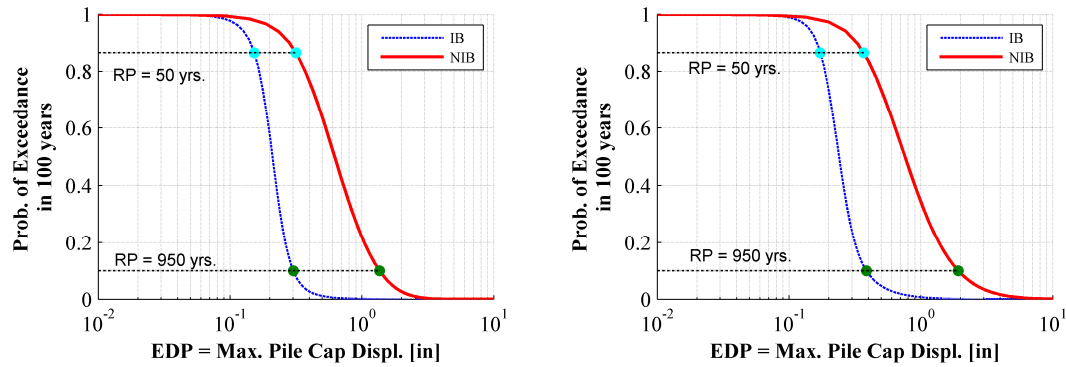 1
0.8
0.6
0.4
0.2
0
Prob. of Exceedance
in 100 years
RP = 50 yrs.
RP = 950 yrs.
IB
NIB
10^-2
10^-1
10^0
10^1
EDP = Max. Pile Cap Displ. [in]
1
0.8
0.6
0.4
0.2
0
Prob. of Exceedance
in 100 years
RP = 50 yrs.
RP = 950 yrs.
IB
NIB
10^-2
10^-1
10^0
10^1
EDP = Max. Pile Cap Displ. [in]